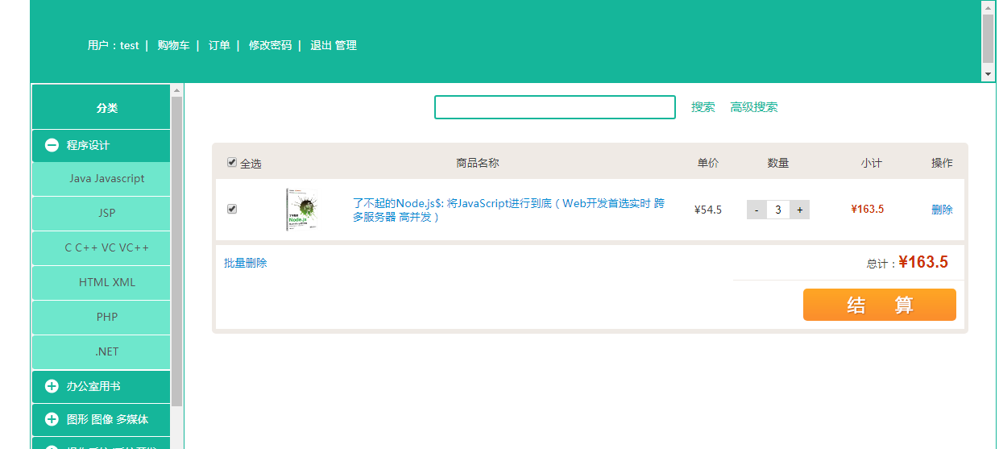 用户：test | 购物车 | 订单 | 修改密码 | 退出 管理
分类
程序设计
Java Javascript
JSP
C C++ VC VC++
HTML XML
PHP
.NET
办公室用书
图形 图像 多媒体
搜索 高级搜索
全选 商品名称 单价 数量 小计 操作
了不起的Node.js$: 将JavaScript进行到底（Web开发首选实时 跨
多服务器 高并发）
¥54.5 - 3 + ¥163.5 删除
批量删除 总计：¥163.5
结 算